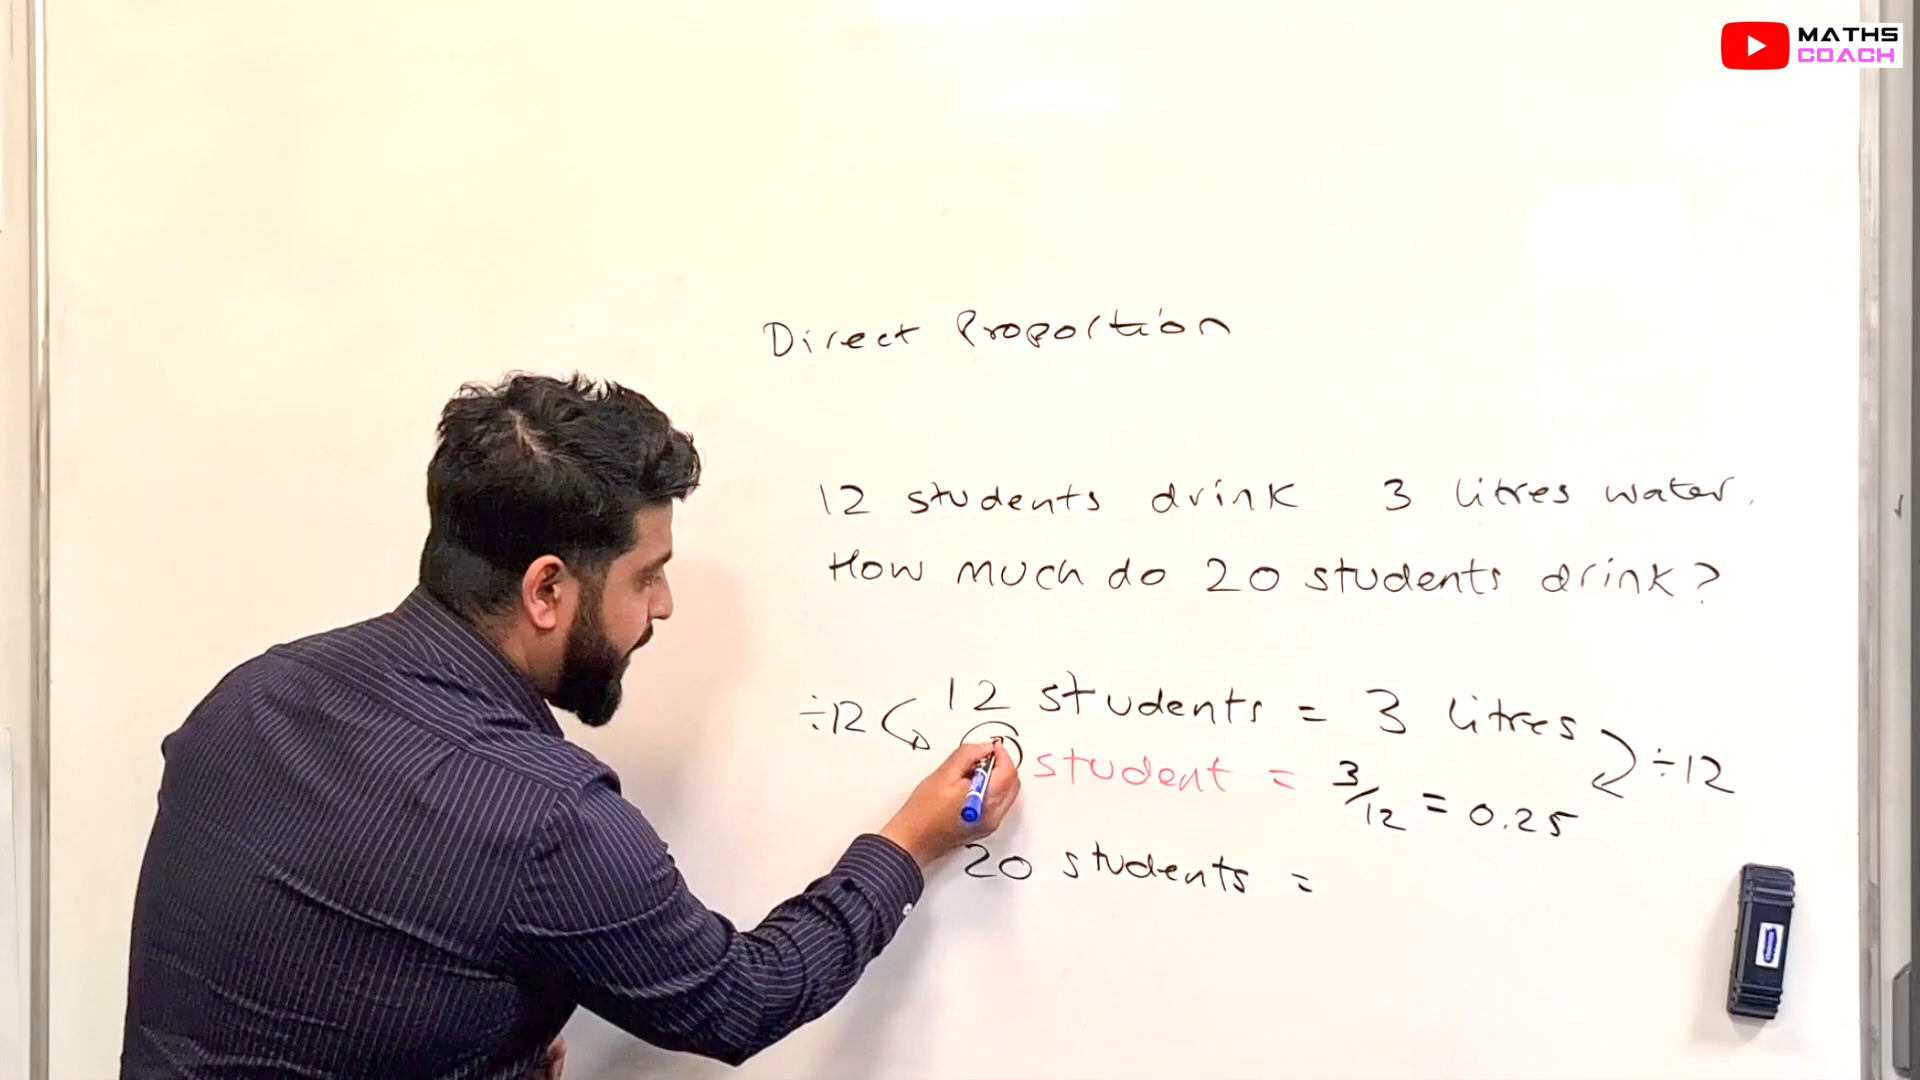 MATHS
COACH
Direct Proportion
12 students drink 3 litres water.
How much do 20 students drink?
÷12 12 students = 3 litres ÷12
student = 3/12 = 0.25
20 students =